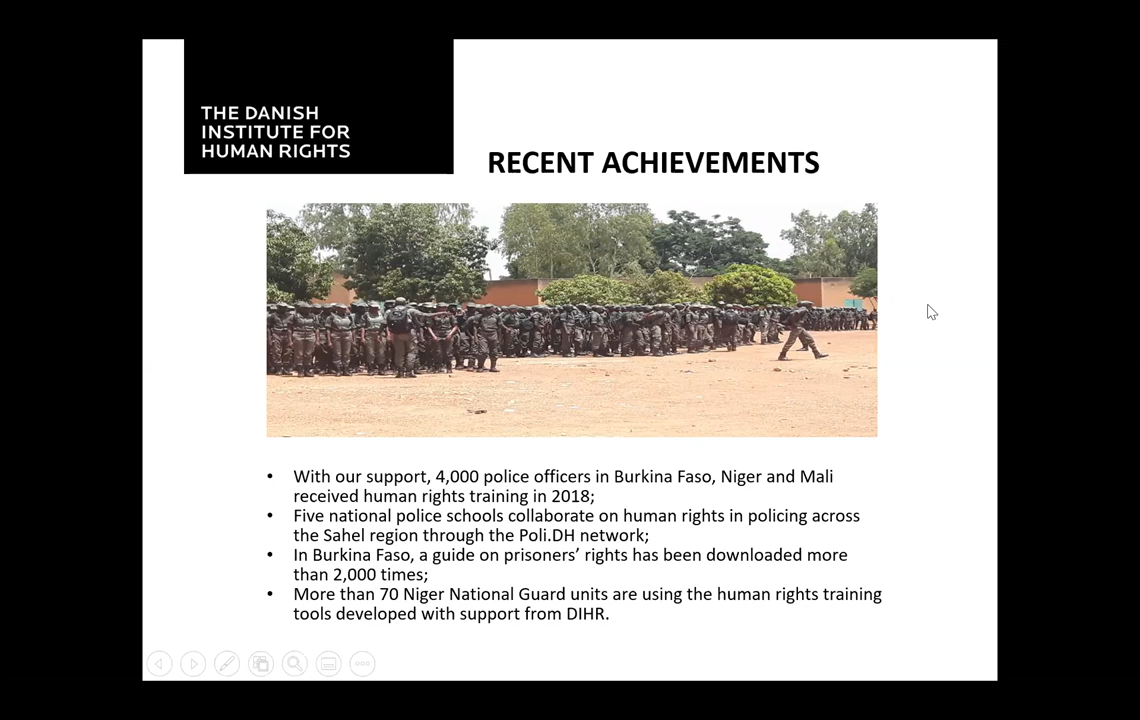 THE DANISH
INSTITUTE FOR
HUMAN RIGHTS
RECENT ACHIEVEMENTS
• With our support, 4,000 police officers in Burkina Faso, Niger and Mali
received human rights training in 2018;
• Five national police schools collaborate on human rights in policing across
the Sahel region through the Poli.DH network;
• In Burkina Faso, a guide on prisoners’ rights has been downloaded more
than 2,000 times;
• More than 70 Niger National Guard units are using the human rights training
tools developed with support from DIHR.